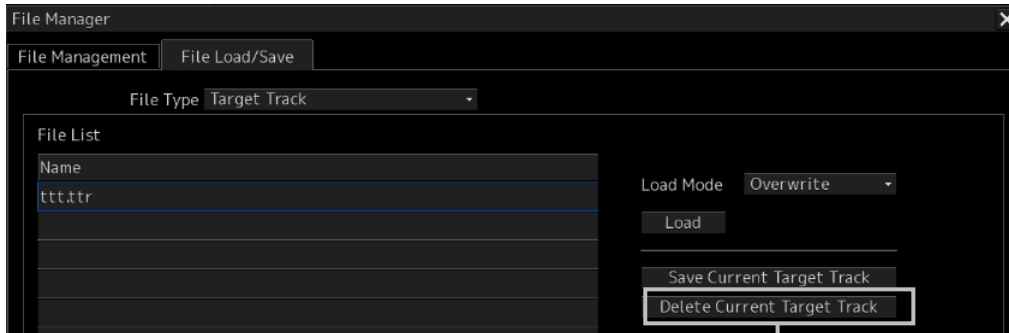 File Manager
File Management
File Load/Save
File Type Target Track
File List
Name
ttt.ttr
Load Mode Overwrite
Load
Save Current Target Track
Delete Current Target Track